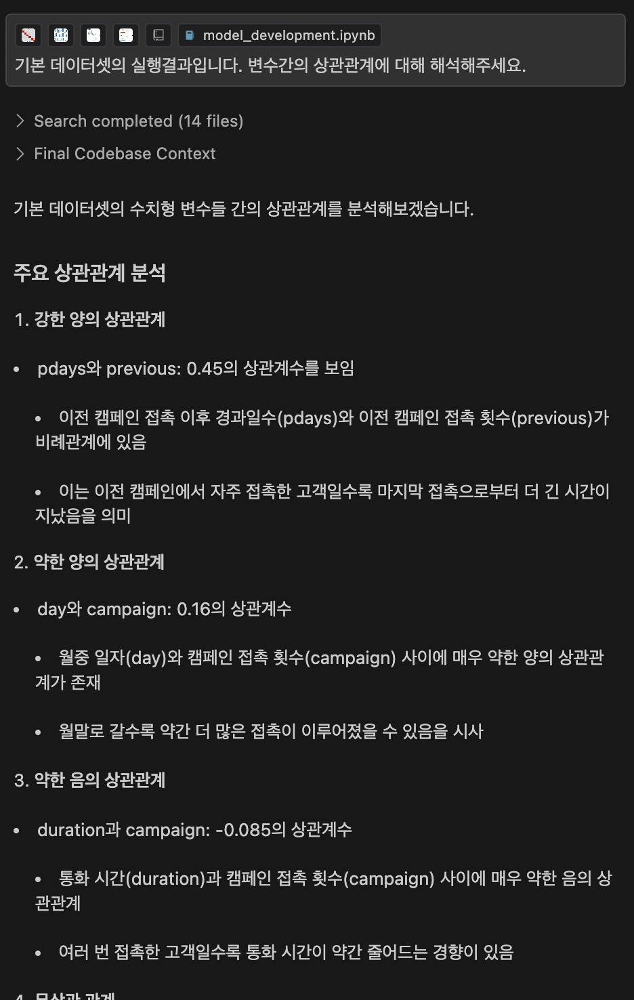 model_development.ipynb
기본 데이터셋의 실행결과입니다. 변수간의 상관관계에 대해 해석해주세요.
Search completed (14 files)
Final Codebase Context
기본 데이터셋의 수치형 변수들 간의 상관관계를 분석해보겠습니다.
주요 상관관계 분석
1. 강한 양의 상관관계
• pdays와 previous: 0.45의 상관계수를 보임
• 이전 캠페인 접촉 이후 경과일수(pdays)와 이전 캠페인 접촉 횟수(previous)가
비례관계에 있음
• 이는 이전 캠페인에서 자주 접촉한 고객일수록 마지막 접촉으로부터 더 긴 시간이
지났음을 의미
2. 약한 양의 상관관계
• day와 campaign: 0.16의 상관계수
• 월중 일자(day)와 캠페인 접촉 횟수(campaign) 사이에 매우 약한 양의 상관관
계가 존재
• 월말로 갈수록 약간 더 많은 접촉이 이루어졌을 수 있음을 시사
3. 약한 음의 상관관계
• duration과 campaign: -0.085의 상관계수
• 통화 시간(duration)과 캠페인 접촉 횟수(campaign) 사이에 매우 약한 음의 상
관관계
• 여러 번 접촉한 고객일수록 통화 시간이 약간 줄어드는 경향이 있음
4. 무상관 관계